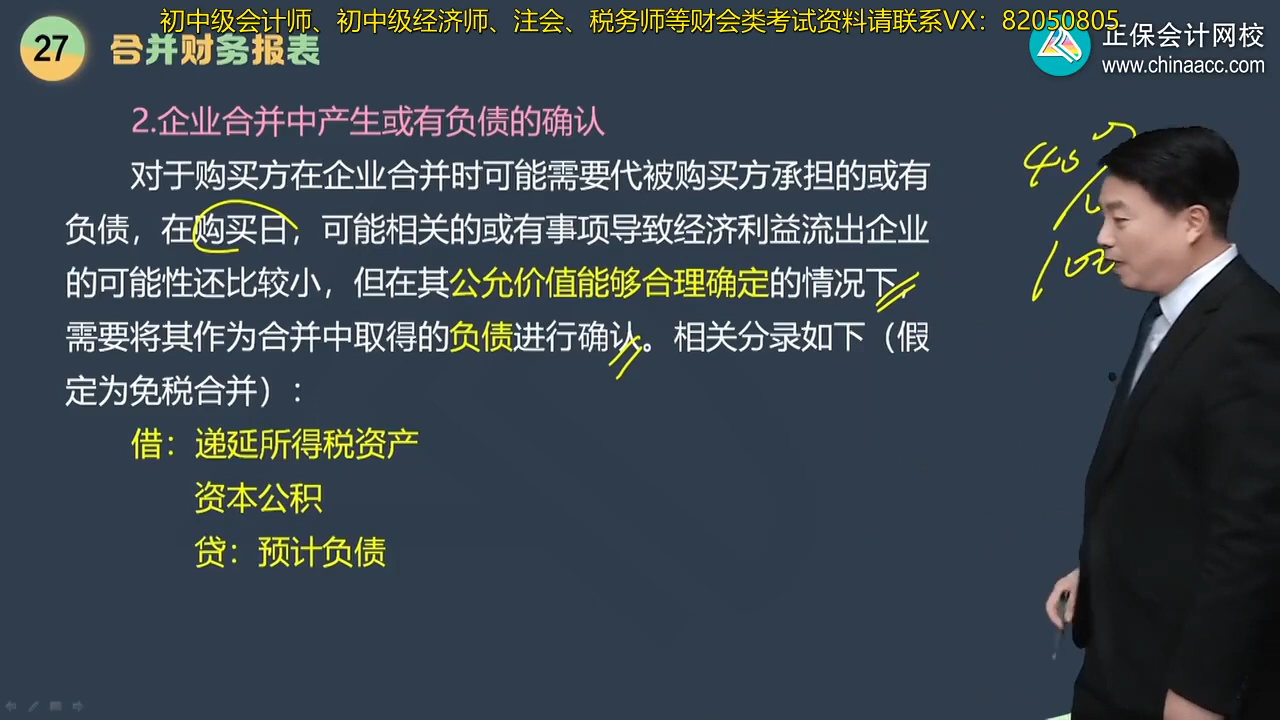 初中级会计师、初中级经济师、注会、税务师等财会类考试资料请联系VX：82050805
27 合并财务报表
正保会计网校
www.chinaacc.com
2.企业合并中产生或有负债的确认
对于购买方在企业合并时可能需要代被购买方承担的或有
负债，在购买日，可能相关的或有事项导致经济利益流出企业
的可能性还比较小，但在其公允价值能够合理确定的情况下，
需要将其作为合并中取得的负债进行确认。相关分录如下（假
定为免税合并）：
借：递延所得税资产
资本公积
贷：预计负债